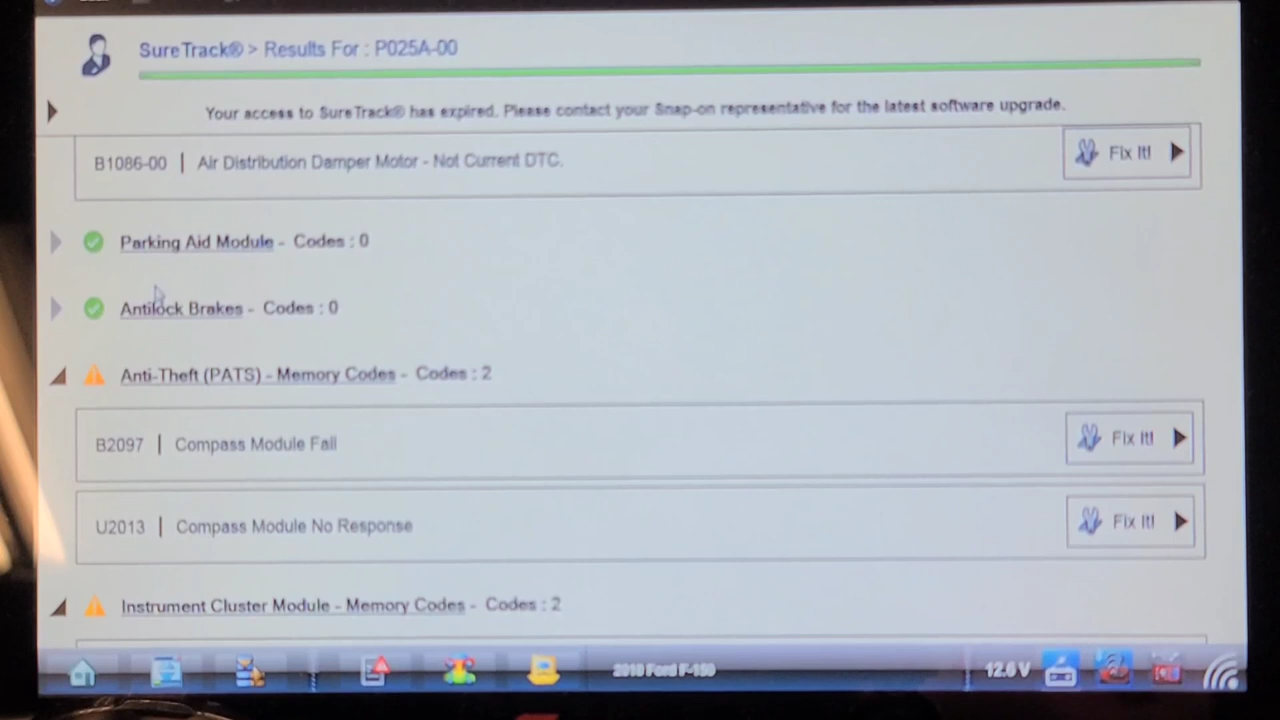 SureTrack® > Results For : P025A-00
Your access to SureTrack® has expired. Please contact your Snap-on representative for the latest software upgrade.
B1086-00 | Air Distribution Damper Motor - Not Current DTC.
Fix It!
Parking Aid Module - Codes : 0
Antilock Brakes - Codes : 0
Anti-Theft (PATS) - Memory Codes - Codes : 2
B2097 | Compass Module Fail
Fix It!
U2013 | Compass Module No Response
Fix It!
Instrument Cluster Module - Memory Codes - Codes : 2
2010 Ford F-150
12.6 V